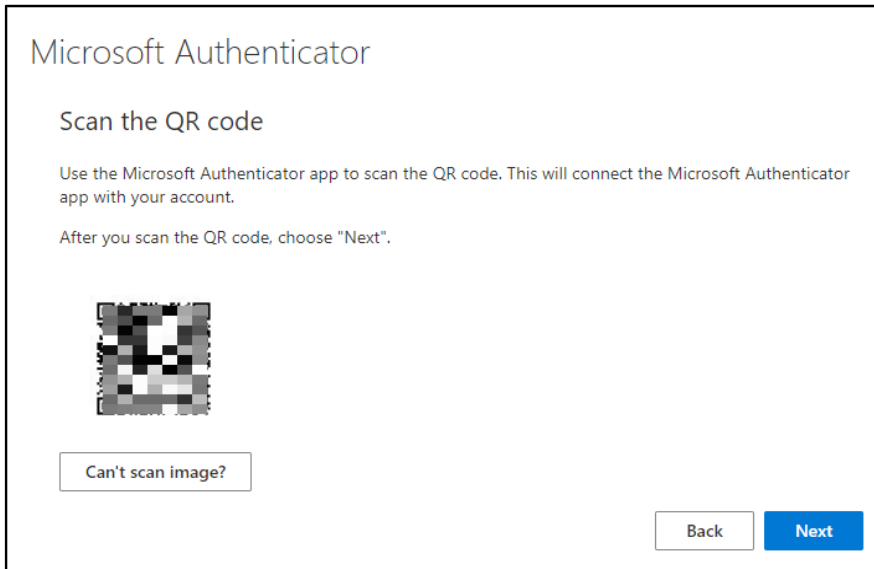 Microsoft Authenticator
Scan the QR code
Use the Microsoft Authenticator app to scan the QR code. This will connect the Microsoft Authenticator
app with your account.
After you scan the QR code, choose "Next".
Can't scan image?
Back
Next